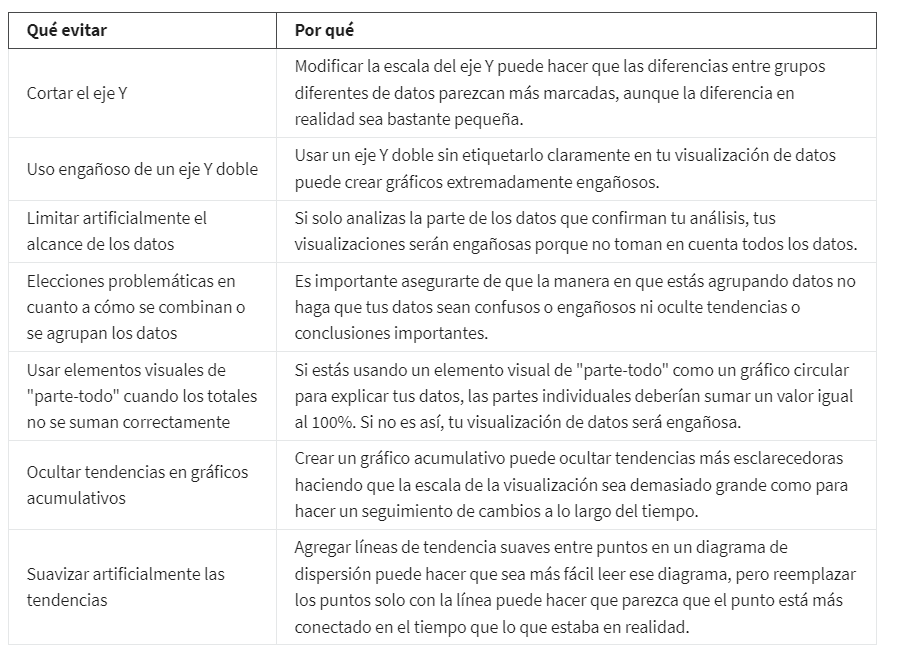 Qué evitar
Por qué
Cortar el eje Y
Modificar la escala del eje Y puede hacer que las diferencias entre grupos
diferentes de datos parezcan más marcadas, aunque la diferencia en
realidad sea bastante pequeña.
Uso engañoso de un eje Y doble
Usar un eje Y doble sin etiquetarlo claramente en tu visualización de datos
puede crear gráficos extremadamente engañosos.
Limitar artificialmente el
alcance de los datos
Si solo analizas la parte de los datos que confirman tu análisis, tus
visualizaciones serán engañosas porque no toman en cuenta todos los datos.
Elecciones problemáticas en
cuanto a cómo se combinan o
se agrupan los datos
Es importante asegurarte de que la manera en que estás agrupando datos no
haga que tus datos sean confusos o engañosos ni oculte tendencias o
conclusiones importantes.
Usar elementos visuales de
"parte-todo" cuando los totales
no se suman correctamente
Si estás usando un elemento visual de "parte-todo" como un gráfico circular
para explicar tus datos, las partes individuales deberían sumar un valor igual
al 100%. Si no es así, tu visualización de datos será engañosa.
Ocultar tendencias en gráficos
acumulativos
Crear un gráfico acumulativo puede ocultar tendencias más esclarecedoras
haciendo que la escala de la visualización sea demasiado grande como para
hacer un seguimiento de cambios a lo largo del tiempo.
Suavizar artificialmente las
tendencias
Agregar líneas de tendencia suaves entre puntos en un diagrama de
dispersión puede hacer que sea más fácil leer ese diagrama, pero reemplazar
los puntos solo con la línea puede hacer que parezca que el punto está más
conectado en el tiempo que lo que estaba en realidad.